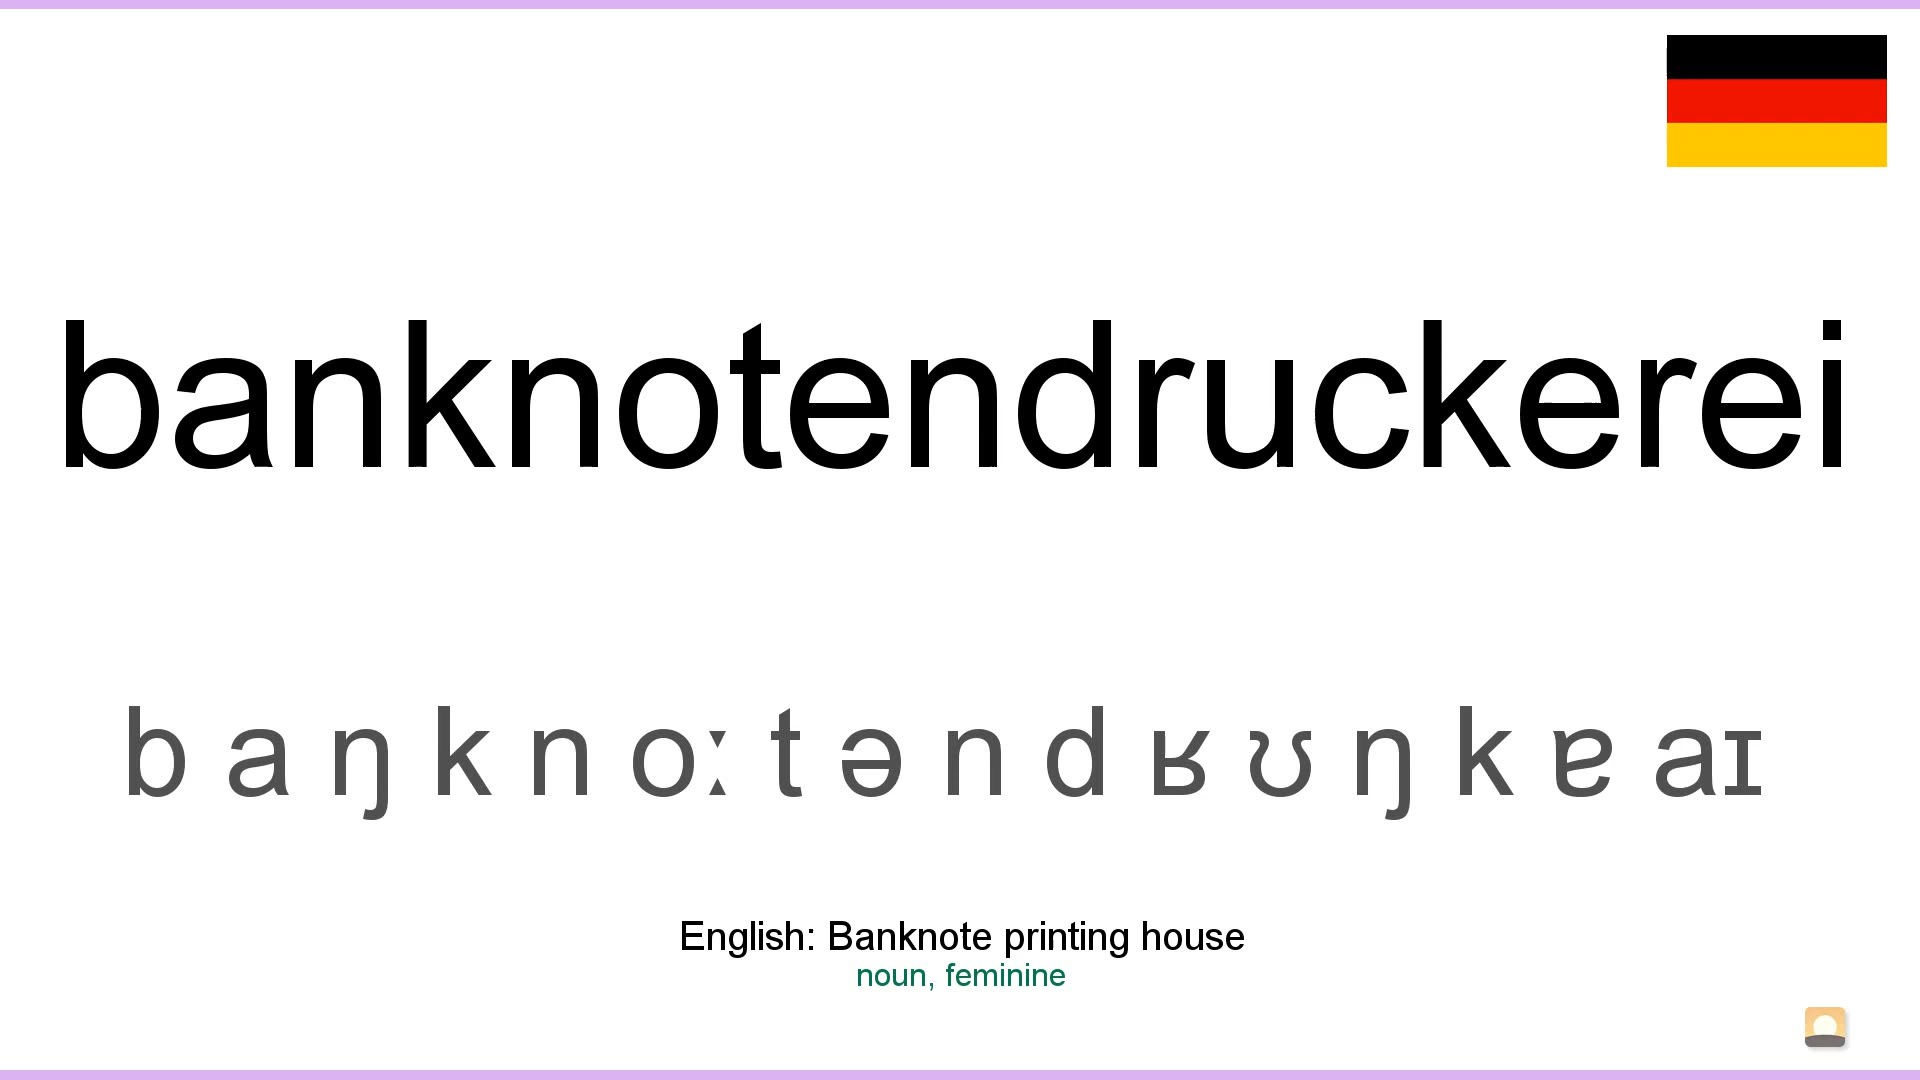 banknotendruckerei
b a ŋ k n oː t ə n d ʁ ʊ ŋ k ɐ aɪ
English: Banknote printing house
noun, feminine